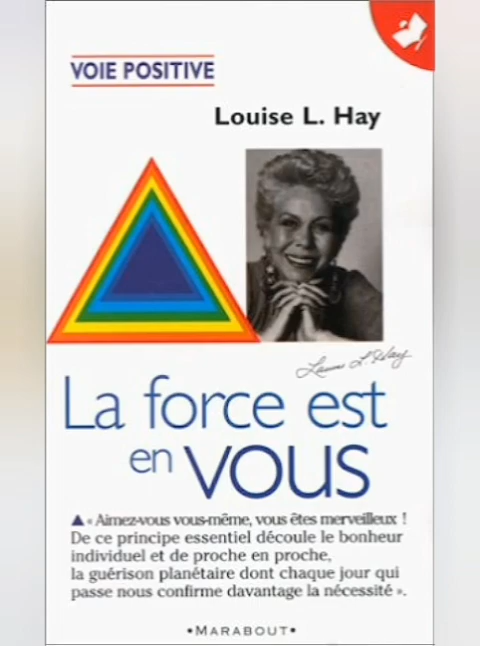 VOIE POSITIVE
Louise L. Hay
Louise L. Hay
La force est
en vous
▲ « Aimez-vous vous-même, vous êtes merveilleux !
De ce principe essentiel découle le bonheur
individuel et de proche en proche,
la guérison planétaire dont chaque jour qui
passe nous confirme davantage la nécessité ».
•MARABOUT•